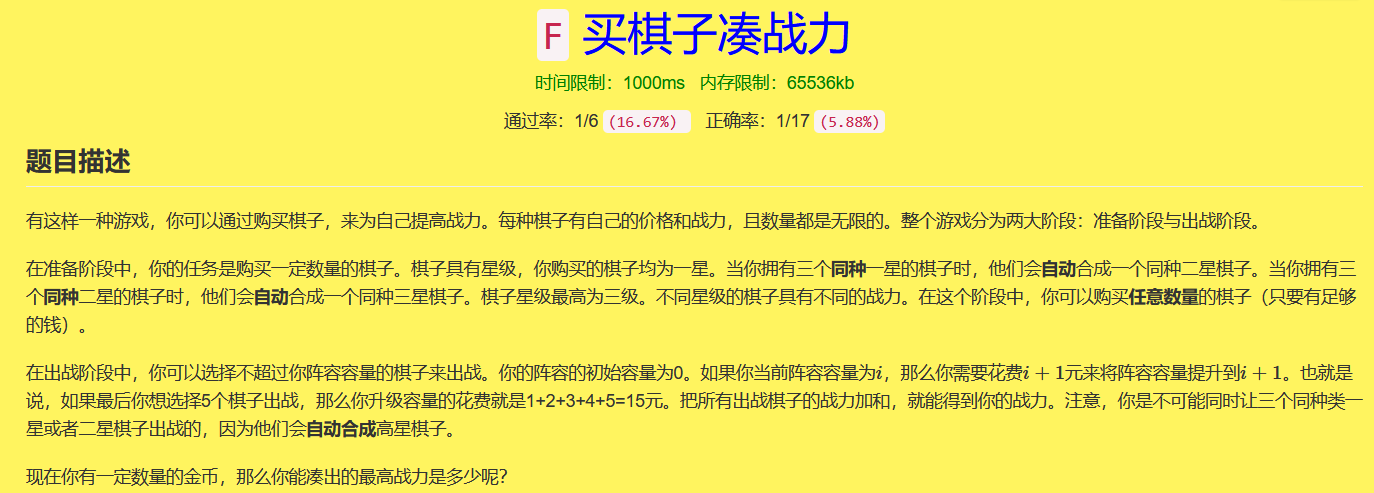 F 买棋子凑战力
时间限制：1000ms 内存限制：65536kb
通过率：1/6 (16.67%) 正确率：1/17 (5.88%)
题目描述
有这样一种游戏，你可以通过购买棋子，来为自己提高战力。每种棋子有自己的价格和战力，且数量都是无限的。整个游戏分为两大阶段：准备阶段与出战阶段。
在准备阶段中，你的任务是购买一定数量的棋子。棋子具有星级，你购买的棋子均为一星。当你拥有三个同种一星的棋子时，他们会自动合成一个同种二星棋子。当你拥有三
个同种二星的棋子时，他们会自动合成一个同种三星棋子。棋子星级最高为三级。不同星级的棋子具有不同的战力。在这个阶段中，你可以购买任意数量的棋子（只要有足够
的钱）。
在出战阶段中，你可以选择不超过你阵容容量的棋子来出战。你的阵容的初始容量为0。如果你当前阵容容量为i，那么你需要花费i + 1元来将阵容容量提升到i + 1。也就是
说，如果最后你想选择5个棋子出战，那么你升级容量的花费就是1+2+3+4+5=15元。把所有出战棋子的战力加和，就能得到你的战力。注意，你是不可能同时让三个同种类一
星或者二星棋子出战的，因为他们会自动合成高星棋子。
现在你有一定数量的金币，那么你能凑出的最高战力是多少呢？